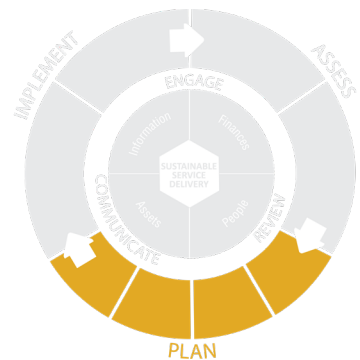 IMPLEMENT
ASSESS
ENGAGE
Information
Finances
SUSTAINABLE
SERVICE
DELIVERY
Assets
People
COMMUNICATE
REVIEW
PLAN